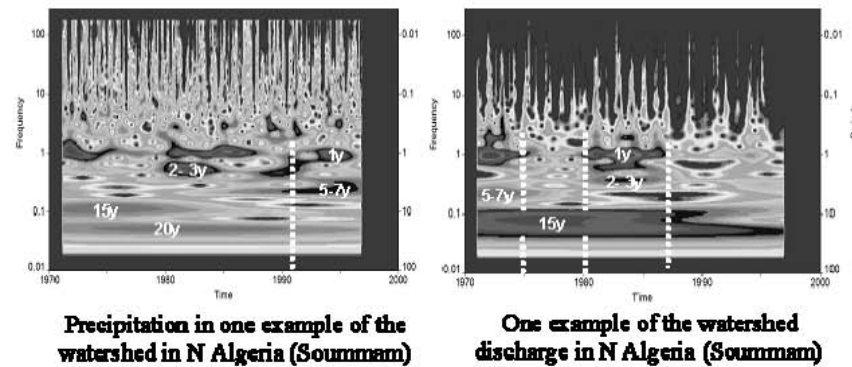 100
10
1
0.1
0.01
Frequency
0.01
0.1
1
10
100
1y
2- 3y
5-7y
15y
20y
1970
1980
1990
2000
Time
Precipitation in one example of the
watershed in N Algeria (Soummam)
100
10
1
0.1
0.01
Frequency
0.01
0.1
1
10
100
1y
2- 3y
5-7y
15y
1970
1980
1990
2000
Time
One example of the watershed
discharge in N Algeria (Soummam)